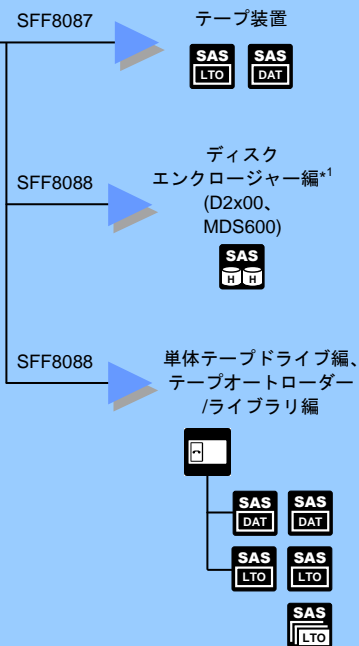 SFF8087
テープ装置
SAS
LTO
SAS
DAT
SFF8088
ディスク
エンクロージャー編*1
(D2x00、
MDS600)
SAS
H H
SFF8088
単体テープドライブ編、
テープオートローダー
/ライブラリ編
SAS
DAT
SAS
DAT
SAS
LTO
SAS
LTO
SAS
LTO